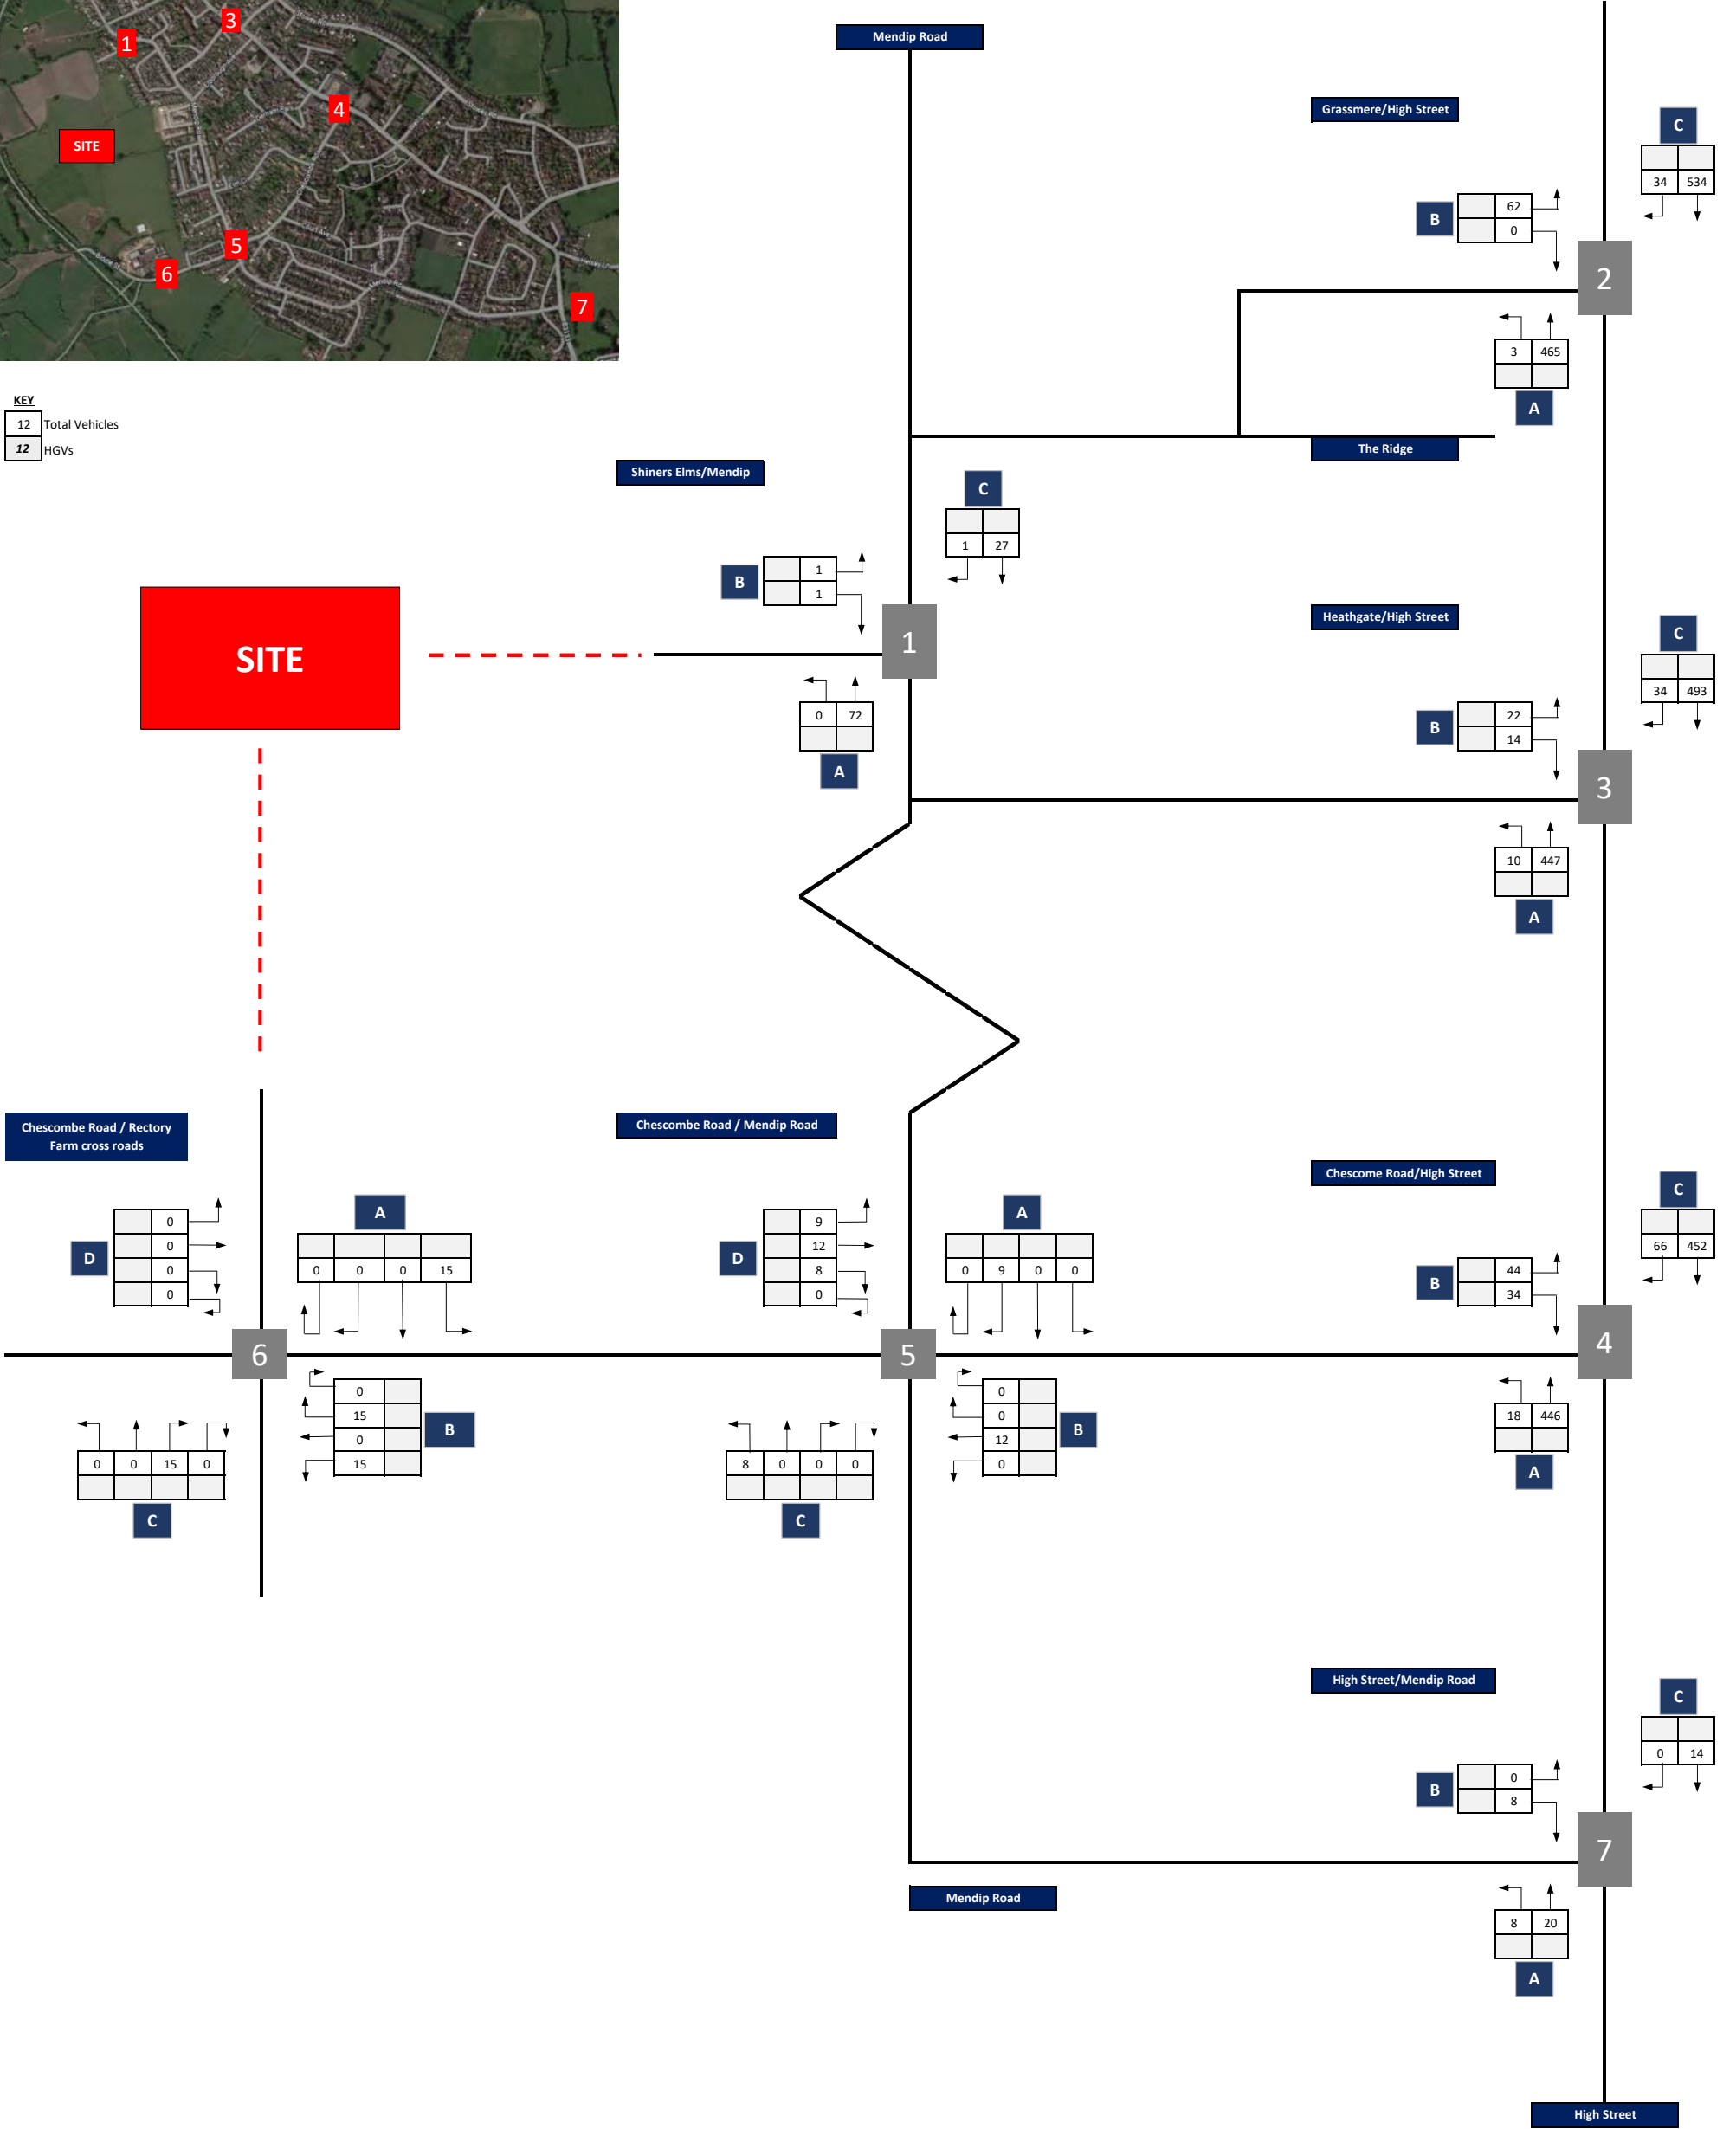 Mendip Road
3
1
4
SITE
5
6
7
Grassmere/High Street
C
34 534
B
62
0
2
3 465
A
KEY
12 Total Vehicles
12 HGVs
The Ridge
Shiners Elms/Mendip
C
1 27
B
1
1
1
0 72
A
SITE
Heathgate/High Street
C
34 493
B
22
14
3
10 447
A
Chescombe Road / Rectory
Farm cross roads
A
0 0 0 15
D
0
0
0
0
6
0
15
0
15
B
0 0 15 0
C
Chescombe Road / Mendip Road
A
0 9 0 0
D
9
12
8
0
5
0
0
12
0
B
8 0 0 0
C
Chescome Road/High Street
C
66 452
B
44
34
4
18 446
A
High Street/Mendip Road
C
0 14
B
0
8
7
Mendip Road
8 20
A
High Street